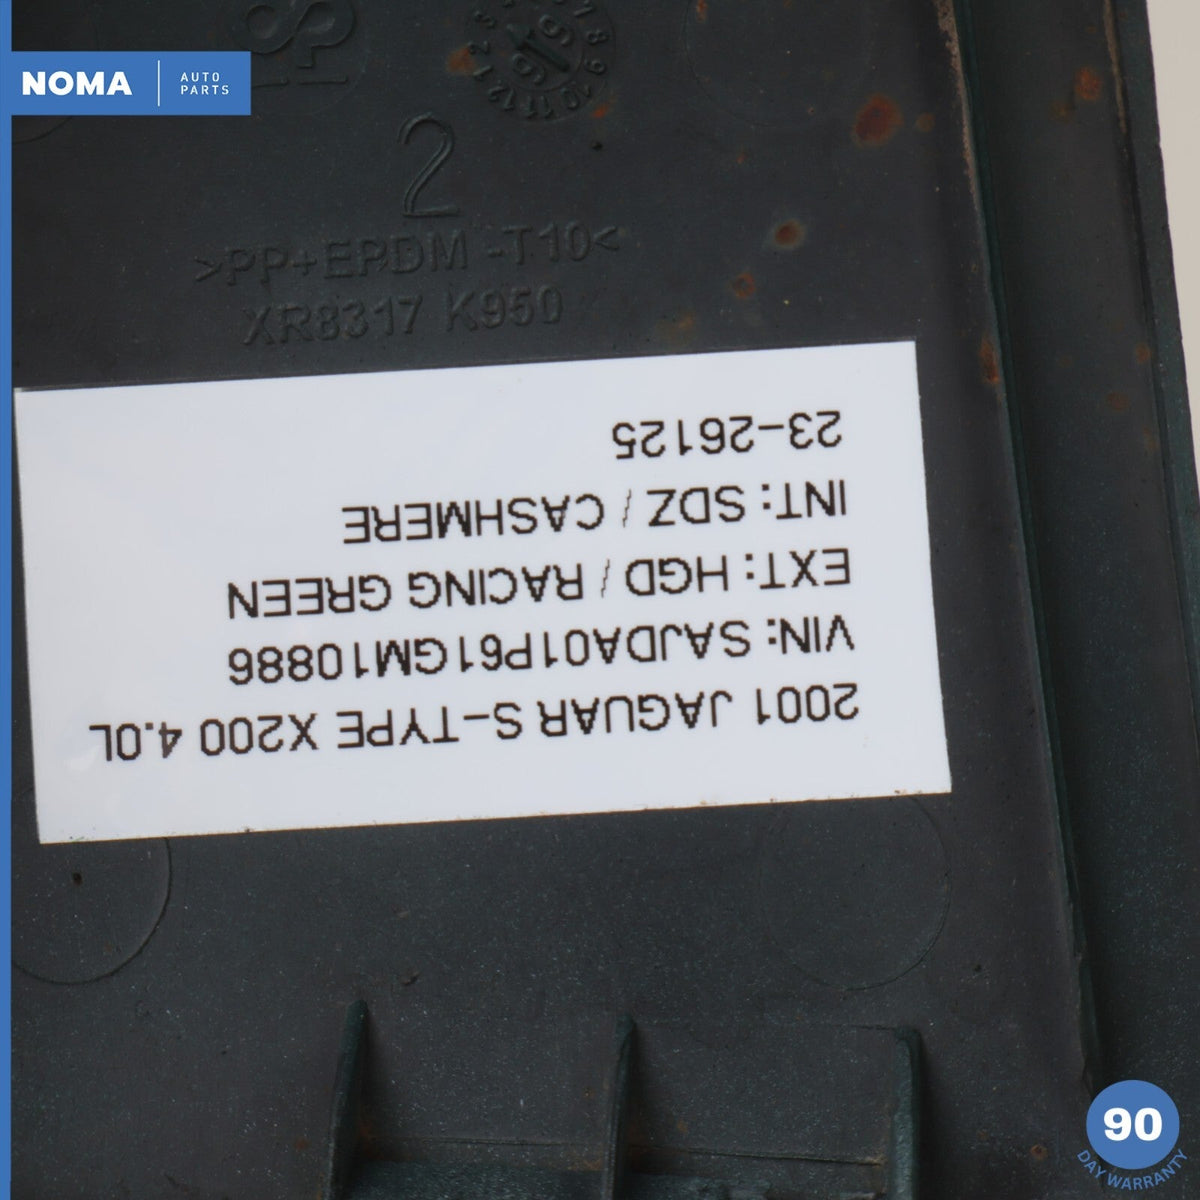 NOMA
AUTO
PARTS
2
>PP+EPDM -T10<
XR8317 K950
2001 JAGUAR S-TYPE X200 4.0L
VIN: SAJDA01P61GM10886
EXT: HGD / RACING GREEN
INT: SDZ / CASHMERE
23-26125
90
DAY WARRANTY